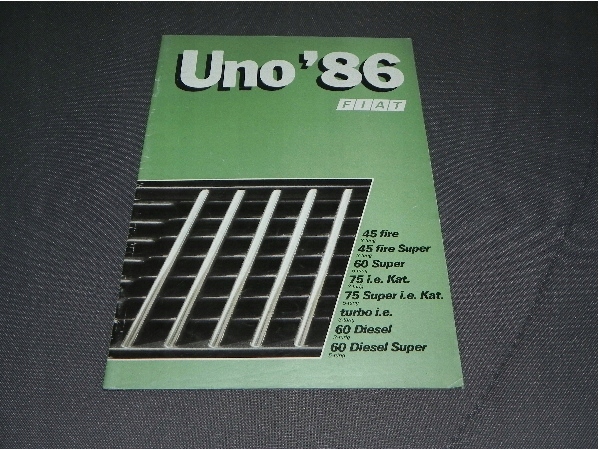 Uno '86
FIAT
45 fire
45 fire Super
60 Super
75 i.e. Kat.
75 Super i.e. Kat.
turbo i.e.
60 Diesel
60 Diesel Super